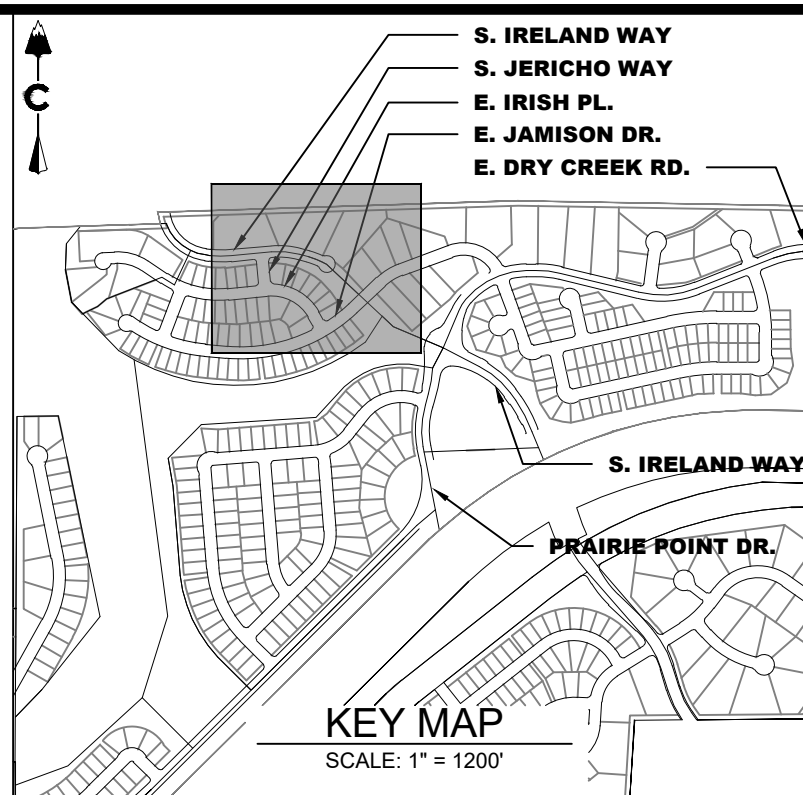 S. IRELAND WAY
S. JERICHO WAY
E. IRISH PL.
E. JAMISON DR.
E. DRY CREEK RD.
C
S. IRELAND WAY
PRAIRIE POINT DR.
KEY MAP
SCALE: 1" = 1200'